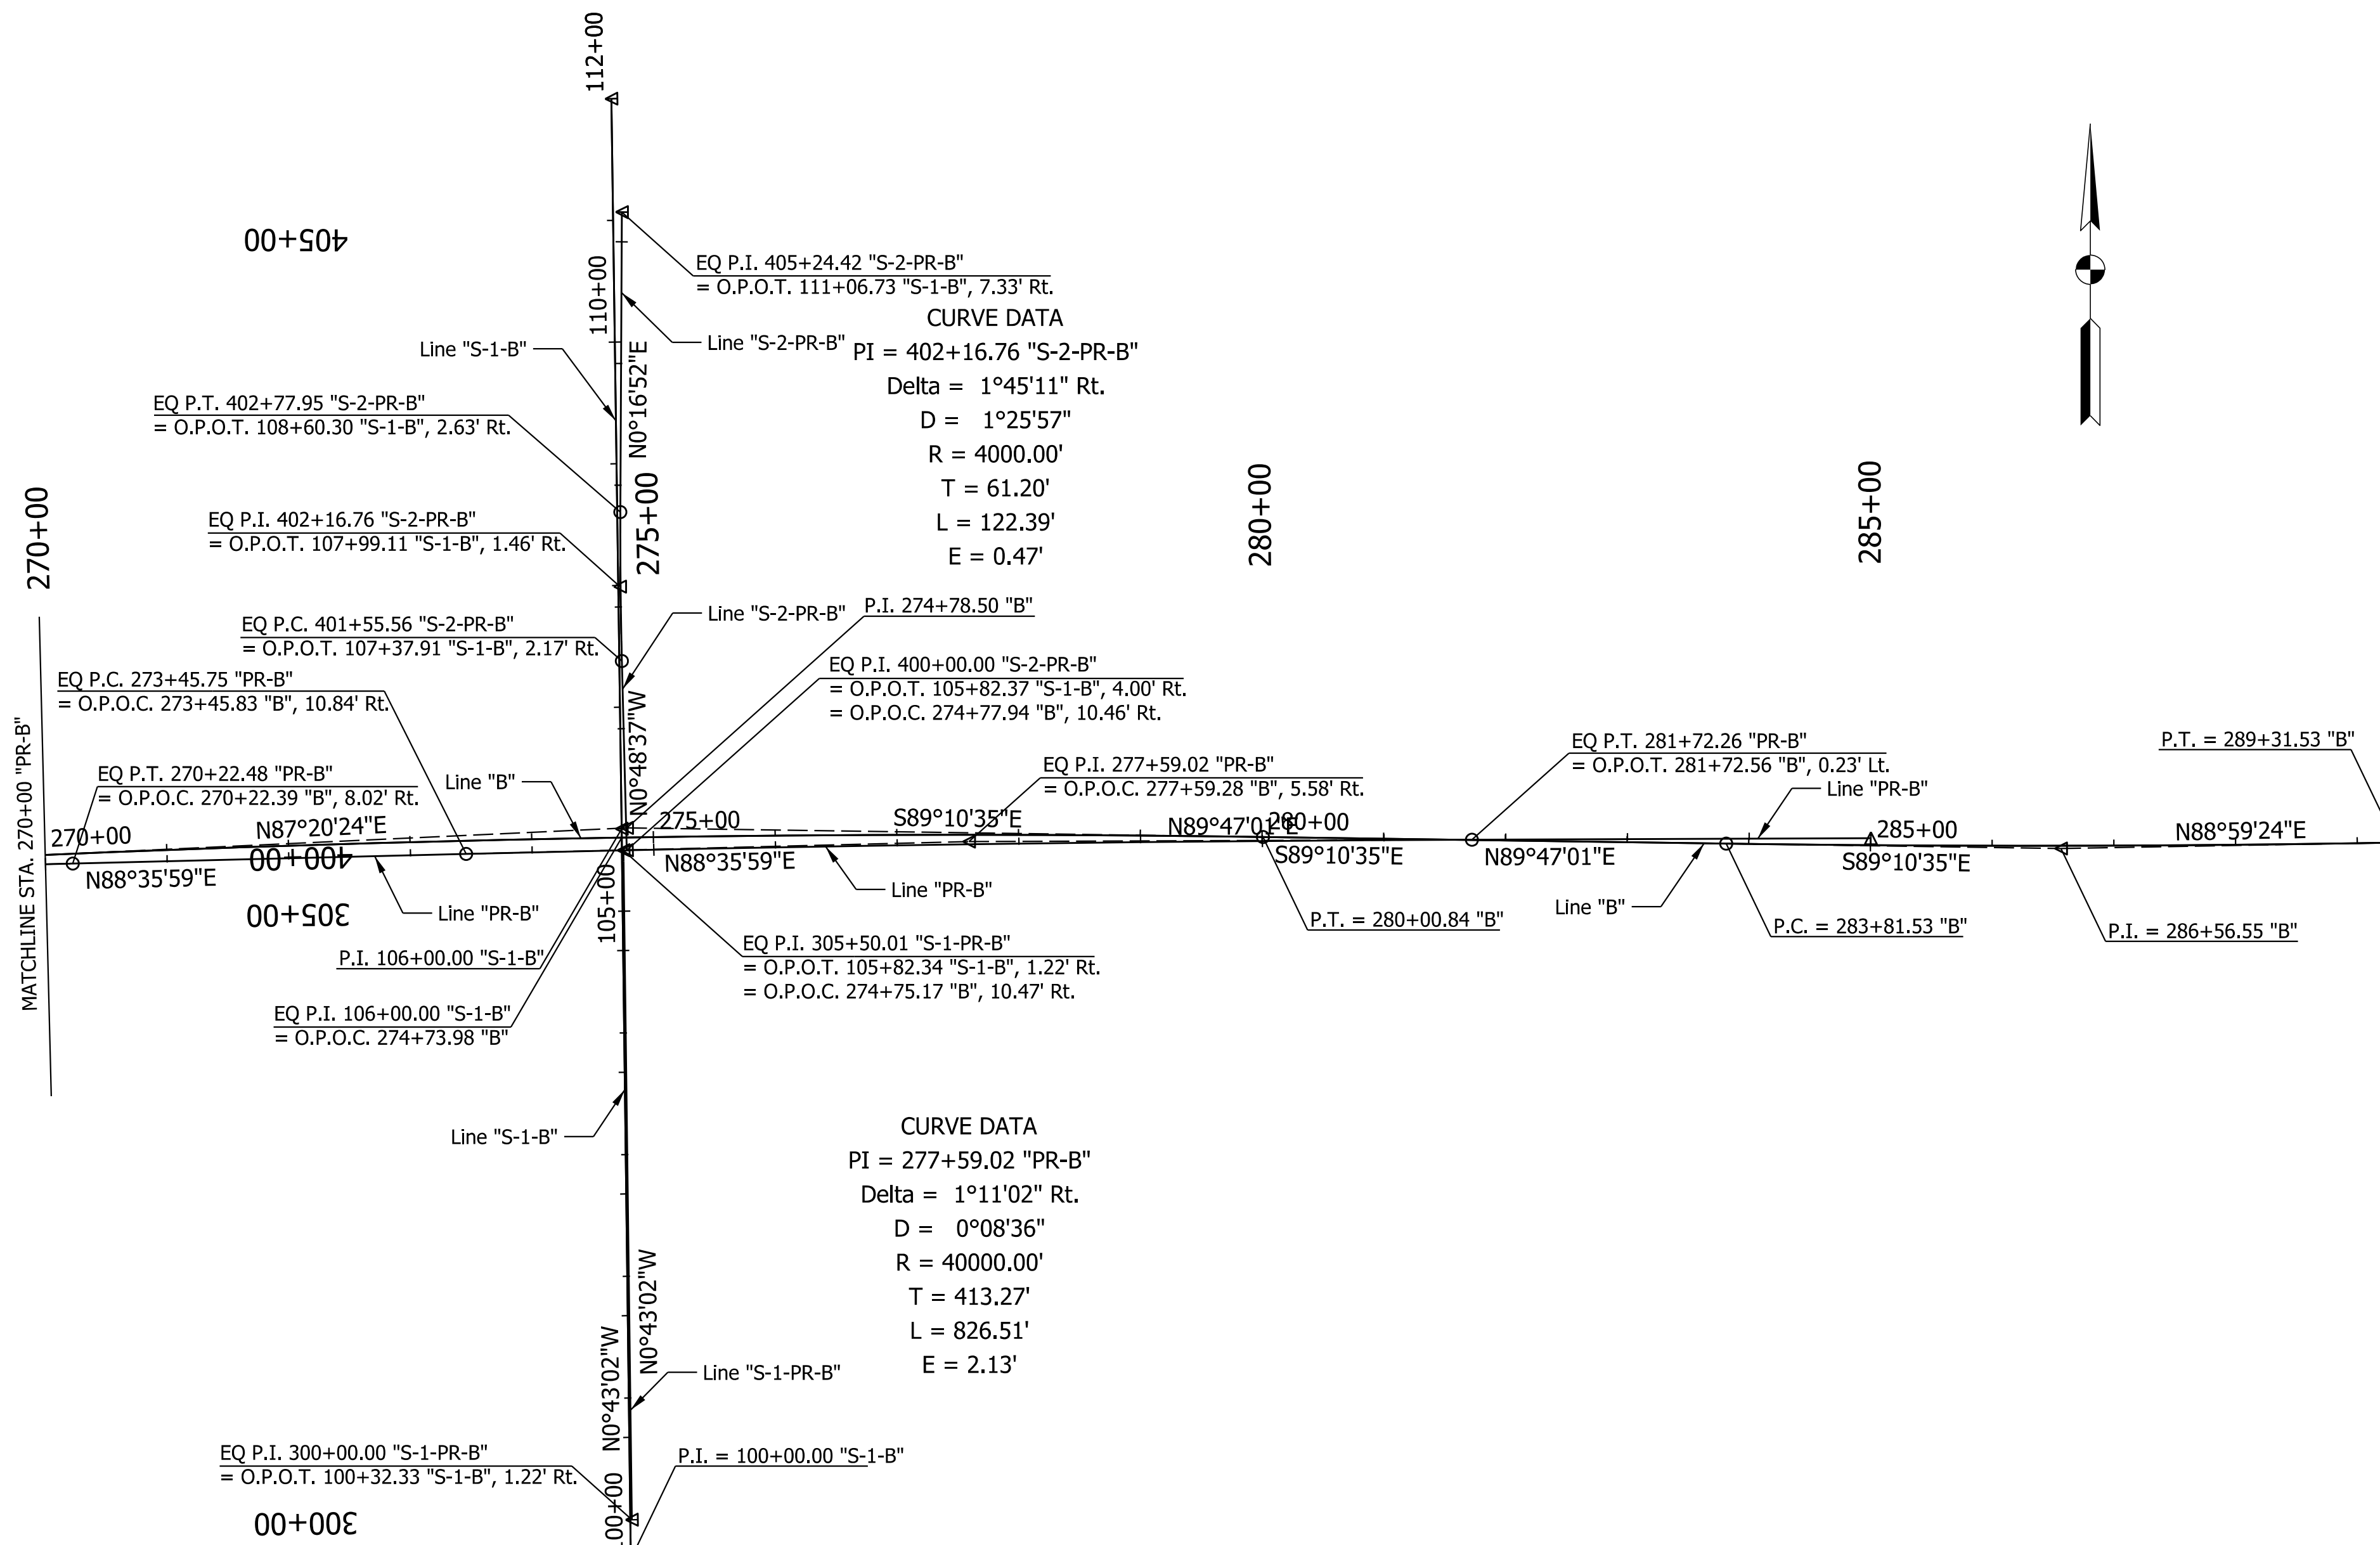 112+00
405+00
EQ P.I. 405+24.42 "S-2-PR-B"
= O.P.O.T. 111+06.73 "S-1-B", 7.33' Rt.
110+00
CURVE DATA
PI = 402+16.76 "S-2-PR-B"
Delta = 1°45'11" Rt.
D = 1°25'57"
R = 4000.00'
T = 61.20'
L = 122.39'
E = 0.47'
Line "S-1-B"
Line "S-2-PR-B"
N0°16'52"E
EQ P.T. 402+77.95 "S-2-PR-B"
= O.P.O.T. 108+60.30 "S-1-B", 2.63' Rt.
270+00
275+00
280+00
285+00
EQ P.I. 402+16.76 "S-2-PR-B"
= O.P.O.T. 107+99.11 "S-1-B", 1.46' Rt.
Line "S-2-PR-B"
P.I. 274+78.50 "B"
EQ P.C. 401+55.56 "S-2-PR-B"
= O.P.O.T. 107+37.91 "S-1-B", 2.17' Rt.
EQ P.I. 400+00.00 "S-2-PR-B"
= O.P.O.T. 105+82.37 "S-1-B", 4.00' Rt.
= O.P.O.C. 274+77.94 "B", 10.46' Rt.
EQ P.C. 273+45.75 "PR-B"
= O.P.O.C. 273+45.83 "B", 10.84' Rt.
N0°48'37"W
MATCHLINE STA. 270+00 "PR-B"
EQ P.T. 270+22.48 "PR-B"
= O.P.O.C. 270+22.39 "B", 8.02' Rt.
Line "B"
EQ P.I. 277+59.02 "PR-B"
= O.P.O.C. 277+59.28 "B", 5.58' Rt.
EQ P.T. 281+72.26 "PR-B"
= O.P.O.T. 281+72.56 "B", 0.23' Lt.
Line "PR-B"
P.T. = 289+31.53 "B"
270+00
N87°20'24"E
275+00
S89°10'35"E
N89°47'01"E
280+00
285+00
N88°59'24"E
400+00
N88°35'59"E
N88°35'59"E
S89°10'35"E
N89°47'01"E
S89°10'35"E
305+00
Line "PR-B"
105+00
Line "PR-B"
P.T. = 280+00.84 "B"
Line "B"
P.C. = 283+81.53 "B"
P.I. = 286+56.55 "B"
P.I. 106+00.00 "S-1-B"
EQ P.I. 305+50.01 "S-1-PR-B"
= O.P.O.T. 105+82.34 "S-1-B", 1.22' Rt.
= O.P.O.C. 274+75.17 "B", 10.47' Rt.
EQ P.I. 106+00.00 "S-1-B"
= O.P.O.C. 274+73.98 "B"
Line "S-1-B"
CURVE DATA
PI = 277+59.02 "PR-B"
Delta = 1°11'02" Rt.
D = 0°08'36"
R = 40000.00'
T = 413.27'
L = 826.51'
E = 2.13'
N0°43'02"W
N0°43'02"W
Line "S-1-PR-B"
EQ P.I. 300+00.00 "S-1-PR-B"
= O.P.O.T. 100+32.33 "S-1-B", 1.22' Rt.
P.I. = 100+00.00 "S-1-B"
00+00
300+00